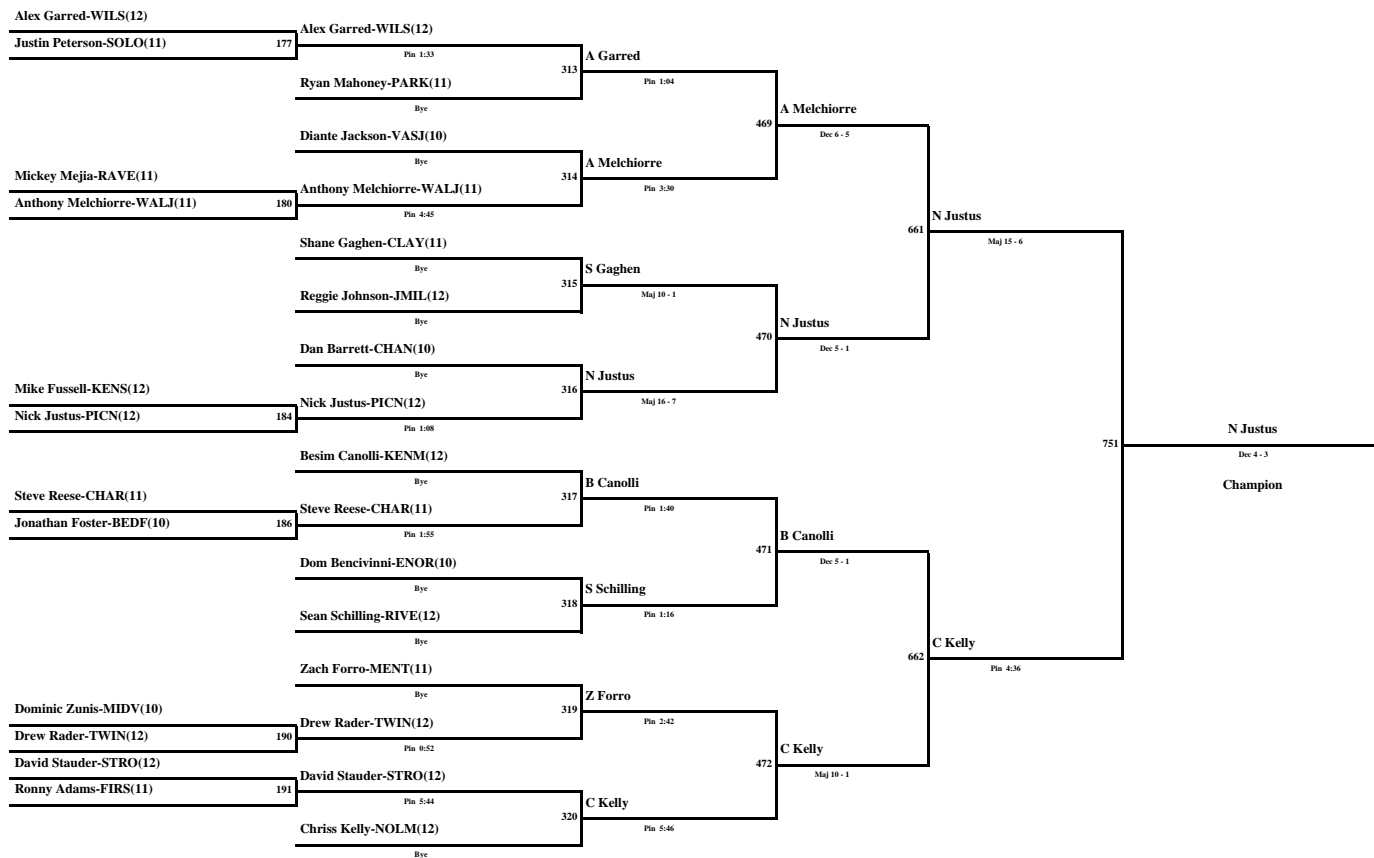 Alex Garred-WILS(12)
Justin Peterson-SOLO(11)
177
Mickey Mejia-RAVE(11)
Anthony Melchiorre-WALJ(11)
180
Mike Fussell-KENS(12)
Nick Justus-PICN(12)
184
Steve Reese-CHAR(11)
Jonathan Foster-BEDF(10)
186
Dominic Zunis-MIDV(10)
Drew Rader-TWIN(12)
190
David Stauder-STRO(12)
Ronny Adams-FIRS(11)
191
Alex Garred-WILS(12)
Pin 1:33
313
Ryan Mahoney-PARK(11)
Bye
Diante Jackson-VASJ(10)
Bye
314
Anthony Melchiorre-WALJ(11)
Pin 4:45
Shane Gaghen-CLAY(11)
Bye
315
Reggie Johnson-JMIL(12)
Bye
Dan Barrett-CHAN(10)
Bye
316
Nick Justus-PICN(12)
Pin 1:08
Besim Canolli-KENM(12)
Bye
317
Steve Reese-CHAR(11)
Pin 1:55
Dom Bencivinni-ENOR(10)
Bye
318
Sean Schilling-RIVE(12)
Bye
Zach Forro-MENT(11)
Bye
319
Drew Rader-TWIN(12)
Pin 0:52
David Stauder-STRO(12)
Pin 5:44
320
Chriss Kelly-NOLM(12)
Bye
A Garred
Pin 1:04
469
A Melchiorre
Pin 3:30
S Gaghen
Maj 10 - 1
470
N Justus
Maj 16 - 7
B Canolli
Pin 1:40
471
S Schilling
Pin 1:16
Z Forro
Pin 2:42
472
C Kelly
Pin 5:46
A Melchiorre
Dec 6 - 5
661
N Justus
Dec 5 - 1
B Canolli
Dec 5 - 1
662
C Kelly
Maj 10 - 1
N Justus
Maj 15 - 6
751
C Kelly
Pin 4:36
N Justus
Dec 4 - 3
Champion